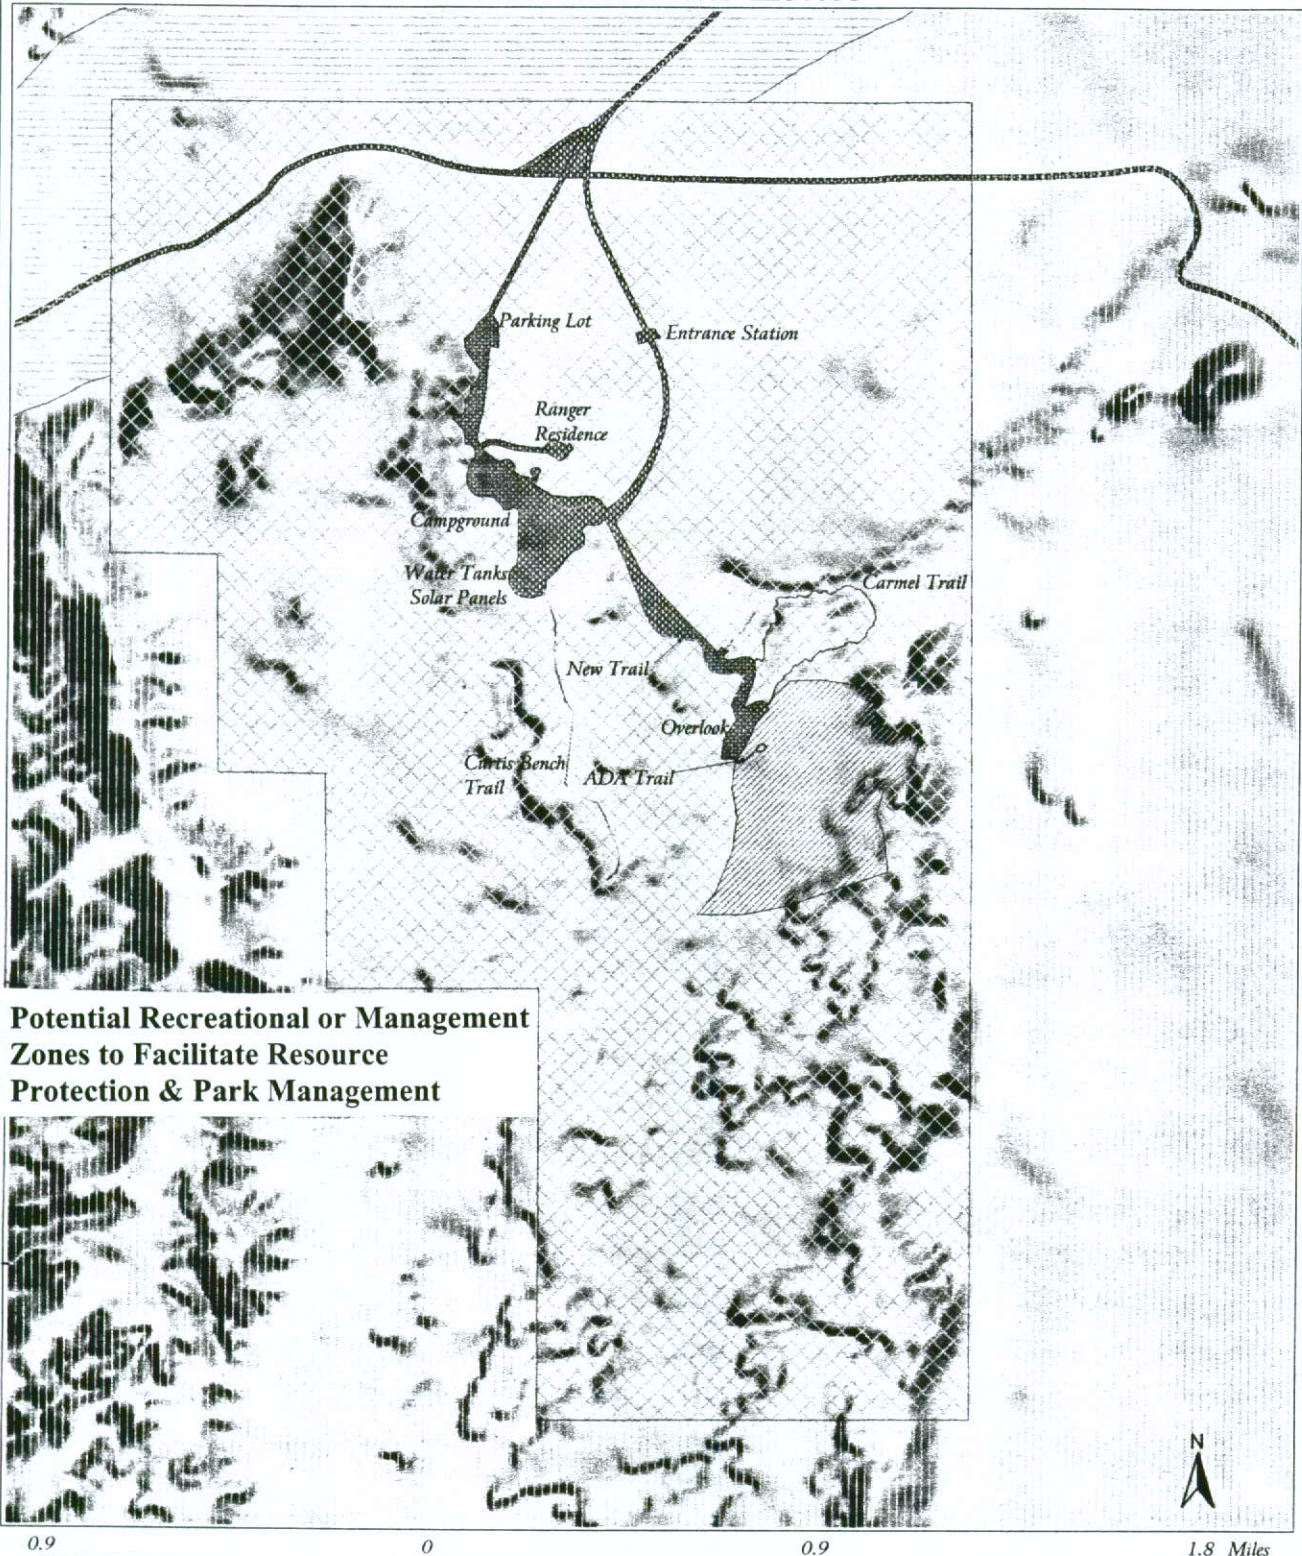 Parking Lot
Entrance Station
Ranger
Residence
Campground
Water Tanks
Solar Panels
Carmel Trail
New Trail
Overlook
Curtis Bench
Trail
ADA Trail
Potential Recreational or Management
Zones to Facilitate Resource
Protection & Park Management
N
0.9 0 0.9 1.8 Miles